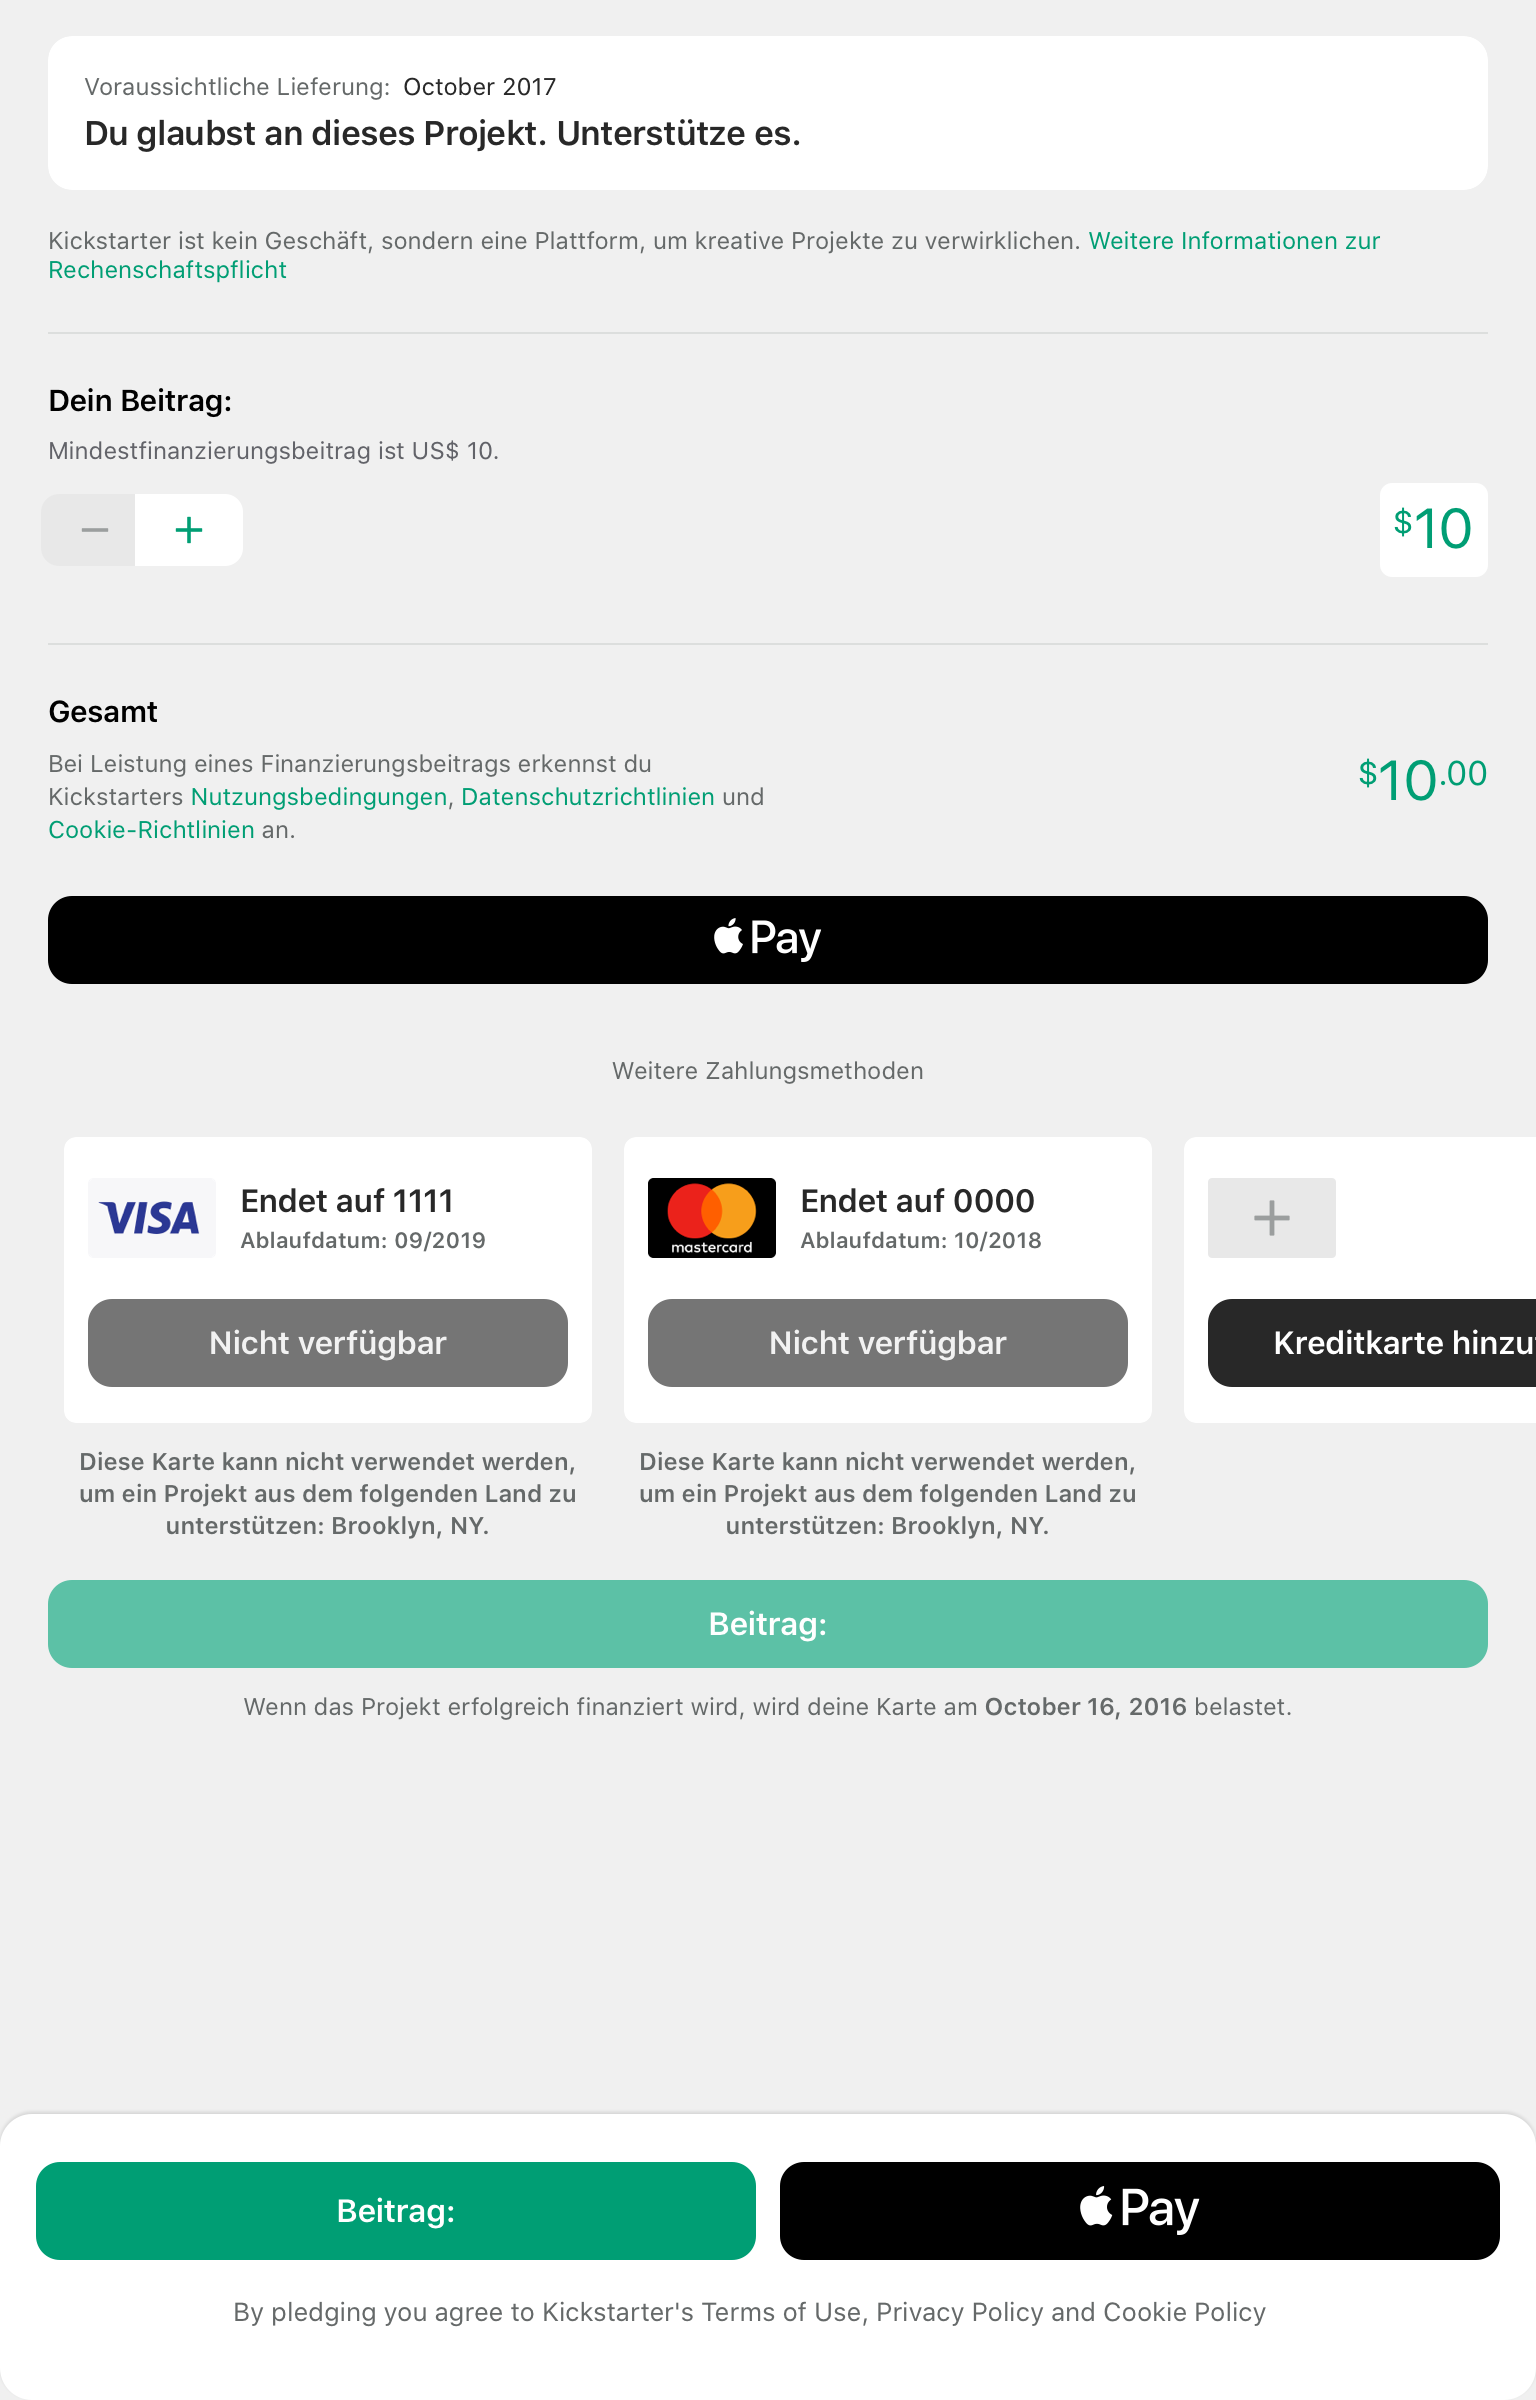 Voraussichtliche Lieferung: October 2017
Du glaubst an dieses Projekt. Unterstütze es.
Kickstarter ist kein Geschäft, sondern eine Plattform, um kreative Projekte zu verwirklichen. Weitere Informationen zur
Rechenschaftspflicht
Dein Beitrag:
Mindestfinanzierungsbeitrag ist US$ 10.
− +
$10
Gesamt
Bei Leistung eines Finanzierungsbeitrags erkennst du
Kickstarters Nutzungsbedingungen, Datenschutzrichtlinien und
Cookie-Richtlinien an.
$10.00
Pay
Weitere Zahlungsmethoden
VISA
Endet auf 1111
Ablaufdatum: 09/2019
Nicht verfügbar
Diese Karte kann nicht verwendet werden,
um ein Projekt aus dem folgenden Land zu
unterstützen: Brooklyn, NY.
mastercard
Endet auf 0000
Ablaufdatum: 10/2018
Nicht verfügbar
Diese Karte kann nicht verwendet werden,
um ein Projekt aus dem folgenden Land zu
unterstützen: Brooklyn, NY.
+
Kreditkarte hinzu
Beitrag:
Wenn das Projekt erfolgreich finanziert wird, wird deine Karte am October 16, 2016 belastet.
Beitrag:
Pay
By pledging you agree to Kickstarter's Terms of Use, Privacy Policy and Cookie Policy